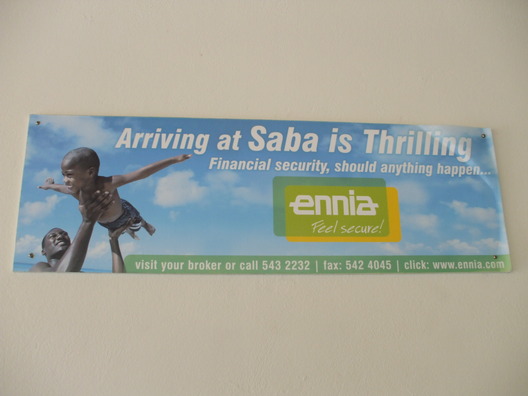 Arriving at Saba is Thrilling
Financial security, should anything happen...
ennia
Feel secure!
visit your broker or call 543 2232 | fax: 542 4045 | click: www.ennia.com